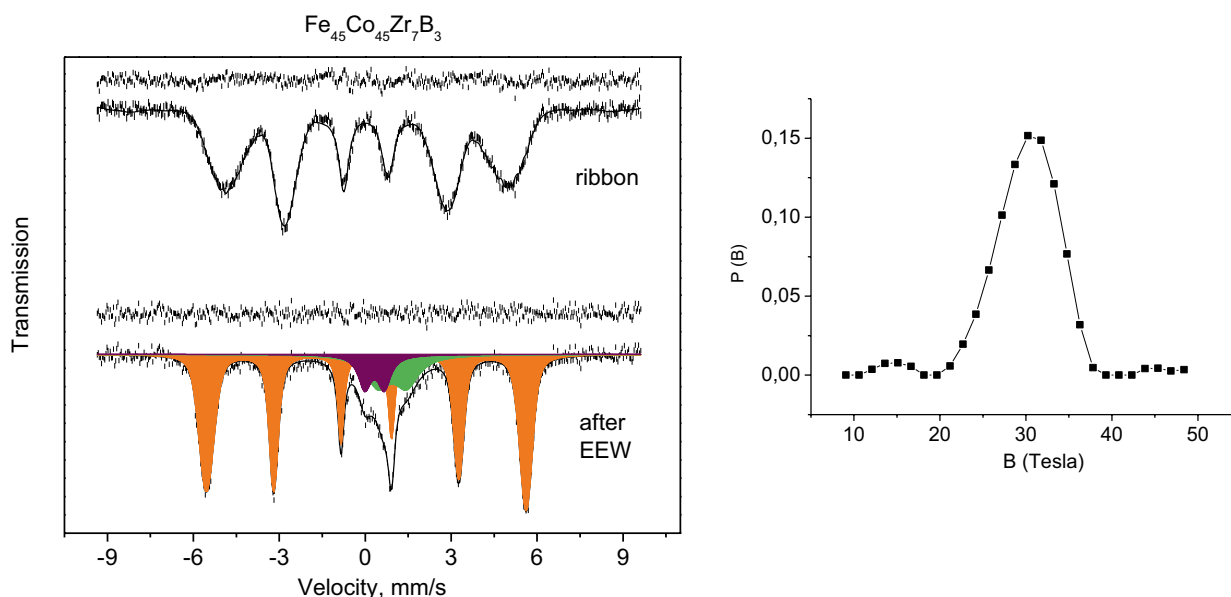 Fe45Co45Zr7B3
Transmission
ribbon
after
EEW
-9 -6 -3 0 3 6 9
Velocity, mm/s
P (B)
0,15
0,10
0,05
0,00
10 20 30 40 50
B (Tesla)